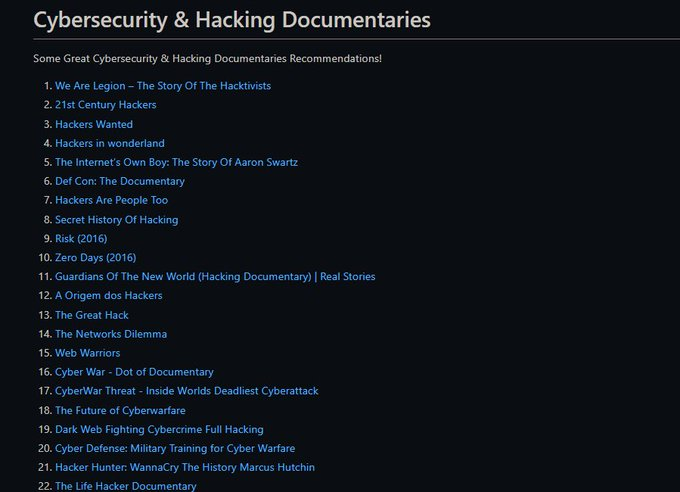 Cybersecurity & Hacking Documentaries
Some Great Cybersecurity & Hacking Documentaries Recommendations!
1. We Are Legion – The Story Of The Hacktivists
2. 21st Century Hackers
3. Hackers Wanted
4. Hackers in wonderland
5. The Internet's Own Boy: The Story Of Aaron Swartz
6. Def Con: The Documentary
7. Hackers Are People Too
8. Secret History Of Hacking
9. Risk (2016)
10. Zero Days (2016)
11. Guardians Of The New World (Hacking Documentary) | Real Stories
12. A Origem dos Hackers
13. The Great Hack
14. The Networks Dilemma
15. Web Warriors
16. Cyber War - Dot of Documentary
17. CyberWar Threat - Inside Worlds Deadliest Cyberattack
18. The Future of Cyberwarfare
19. Dark Web Fighting Cybercrime Full Hacking
20. Cyber Defense: Military Training for Cyber Warfare
21. Hacker Hunter: WannaCry The History Marcus Hutchin
22. The Life Hacker Documentary